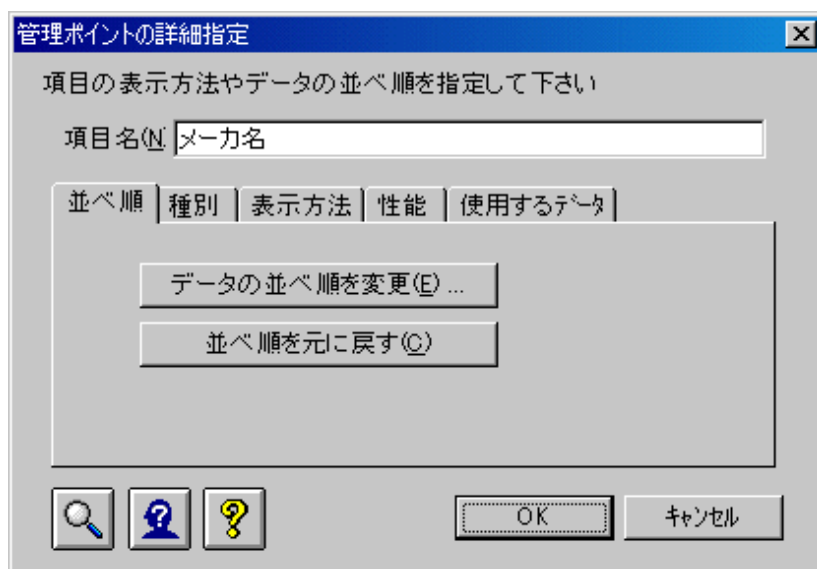 管理ポイントの詳細指定
項目の表示方法やデータの並べ順を指定して下さい
項目名(N) メーカ名
並べ順 種別 表示方法 性能 使用するデータ
データの並べ順を変更(E) ...
並べ順を元に戻す(C)
OK キャンセル